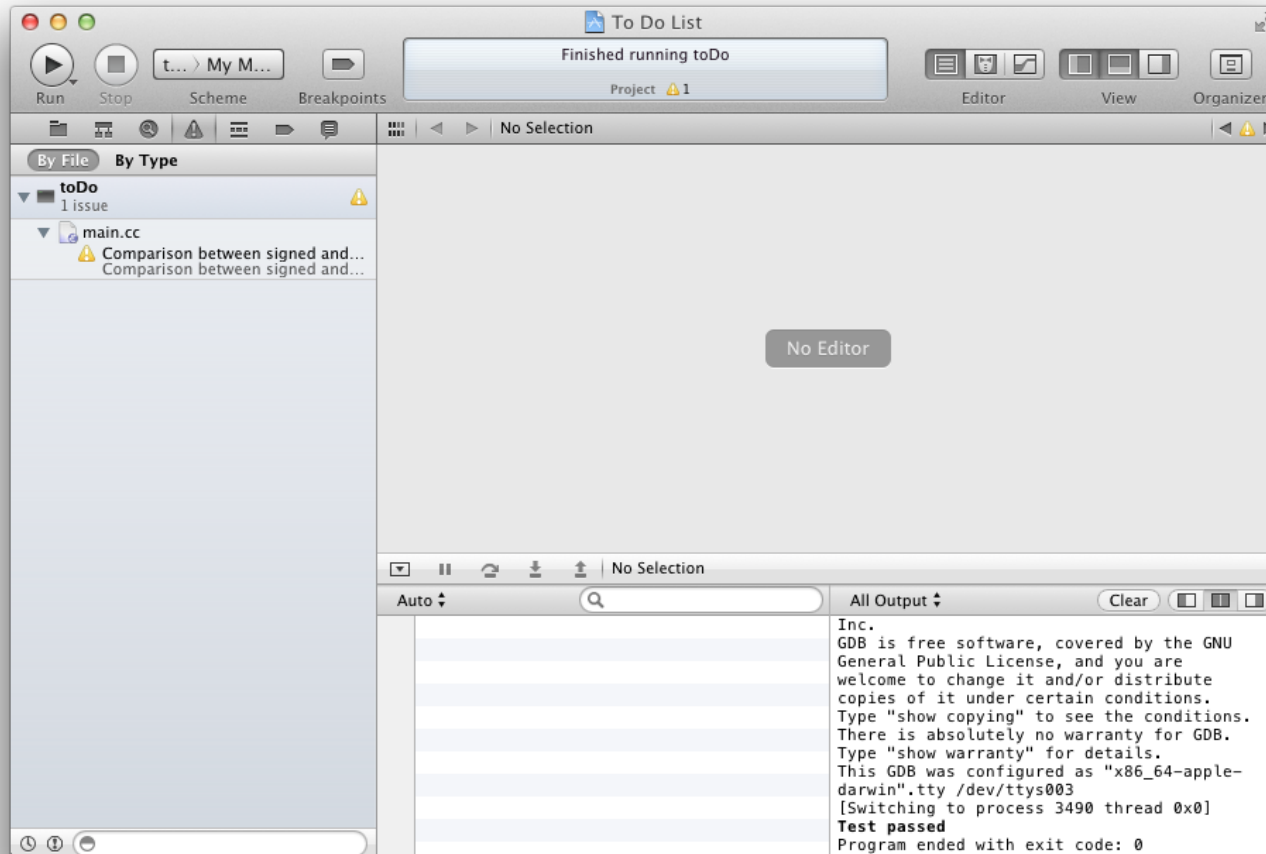 To Do List
Finished running toDo
Project 1
t... My M...
Run Stop Scheme Breakpoints Editor View Organizer
No Selection
By File By Type
toDo
1 issue
main.cc
Comparison between signed and...
Comparison between signed and...
No Editor
No Selection
Auto All Output Clear
Inc.
GDB is free software, covered by the GNU
General Public License, and you are
welcome to change it and/or distribute
copies of it under certain conditions.
Type "show copying" to see the conditions.
There is absolutely no warranty for GDB.
Type "show warranty" for details.
This GDB was configured as "x86_64-apple-
darwin".tty /dev/ttys003
[Switching to process 3490 thread 0x0]
Test passed
Program ended with exit code: 0